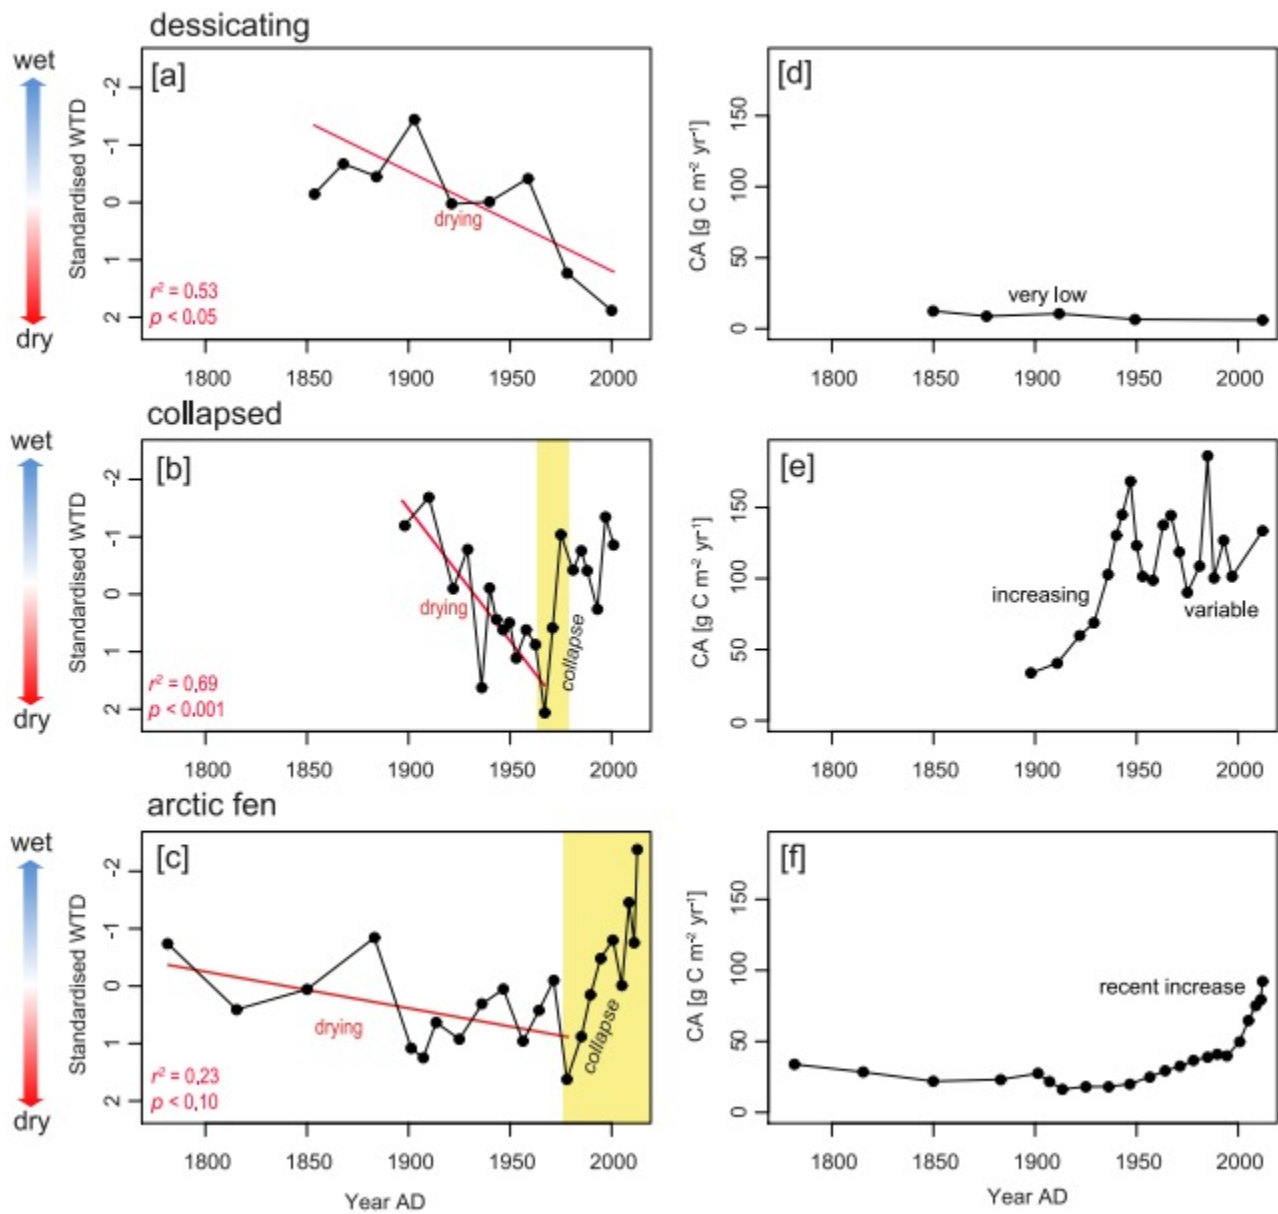 dessicating
wet
dry
Standardised WTD
-2
-1
0
1
2
[a]
drying
r² = 0.53
p < 0.05
1800 1850 1900 1950 2000
CA [g C m⁻² yr⁻¹]
150
100
50
0
[d]
very low
1800 1850 1900 1950 2000
collapsed
wet
dry
Standardised WTD
-2
-1
0
1
2
[b]
drying
collapse
r² = 0.69
p < 0.001
1800 1850 1900 1950 2000
CA [g C m⁻² yr⁻¹]
150
100
50
0
[e]
increasing
variable
1800 1850 1900 1950 2000
arctic fen
wet
dry
Standardised WTD
-2
-1
0
1
2
[c]
drying
collapse
r² = 0.23
p < 0.10
1800 1850 1900 1950 2000
Year AD
CA [g C m⁻² yr⁻¹]
150
100
50
0
[f]
recent increase
1800 1850 1900 1950 2000
Year AD